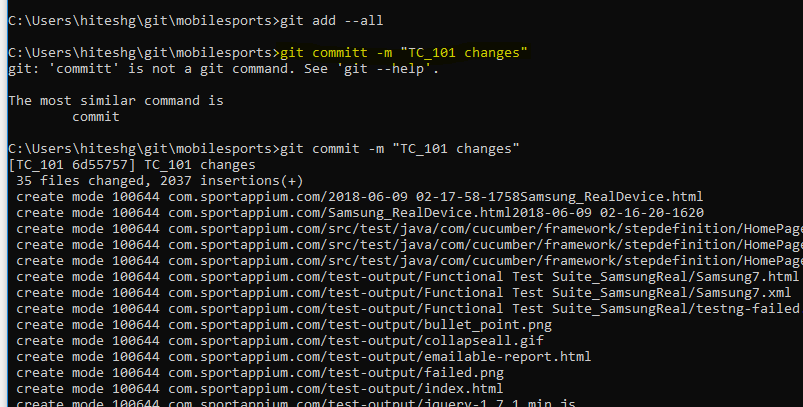 C:\Users\hiteshg\git\mobilesports>git add --all
C:\Users\hiteshg\git\mobilesports>git committ -m "TC_101 changes"
git: 'committ' is not a git command. See 'git --help'.
The most similar command is
commit
C:\Users\hiteshg\git\mobilesports>git commit -m "TC_101 changes"
[TC_101 6d55757] TC_101 changes
35 files changed, 2037 insertions(+)
create mode 100644 com.sportappium.com/2018-06-09 02-17-58-1758Samsung_RealDevice.html
create mode 100644 com.sportappium.com/Samsung_RealDevice.html2018-06-09 02-16-20-1620
create mode 100644 com.sportappium.com/src/test/java/com/cucumber/framework/stepdefinition/HomePage
create mode 100644 com.sportappium.com/src/test/java/com/cucumber/framework/stepdefinition/HomePage
create mode 100644 com.sportappium.com/src/test/java/com/cucumber/framework/stepdefinition/HomePage
create mode 100644 com.sportappium.com/test-output/Functional Test Suite_SamsungReal/Samsung7.html
create mode 100644 com.sportappium.com/test-output/Functional Test Suite_SamsungReal/Samsung7.xml
create mode 100644 com.sportappium.com/test-output/Functional Test Suite_SamsungReal/testng-failed
create mode 100644 com.sportappium.com/test-output/bullet_point.png
create mode 100644 com.sportappium.com/test-output/collapseall.gif
create mode 100644 com.sportappium.com/test-output/emailable-report.html
create mode 100644 com.sportappium.com/test-output/failed.png
create mode 100644 com.sportappium.com/test-output/index.html
create mode 100644 com.sportappium.com/test-output/jquery-1.7.1.min.js